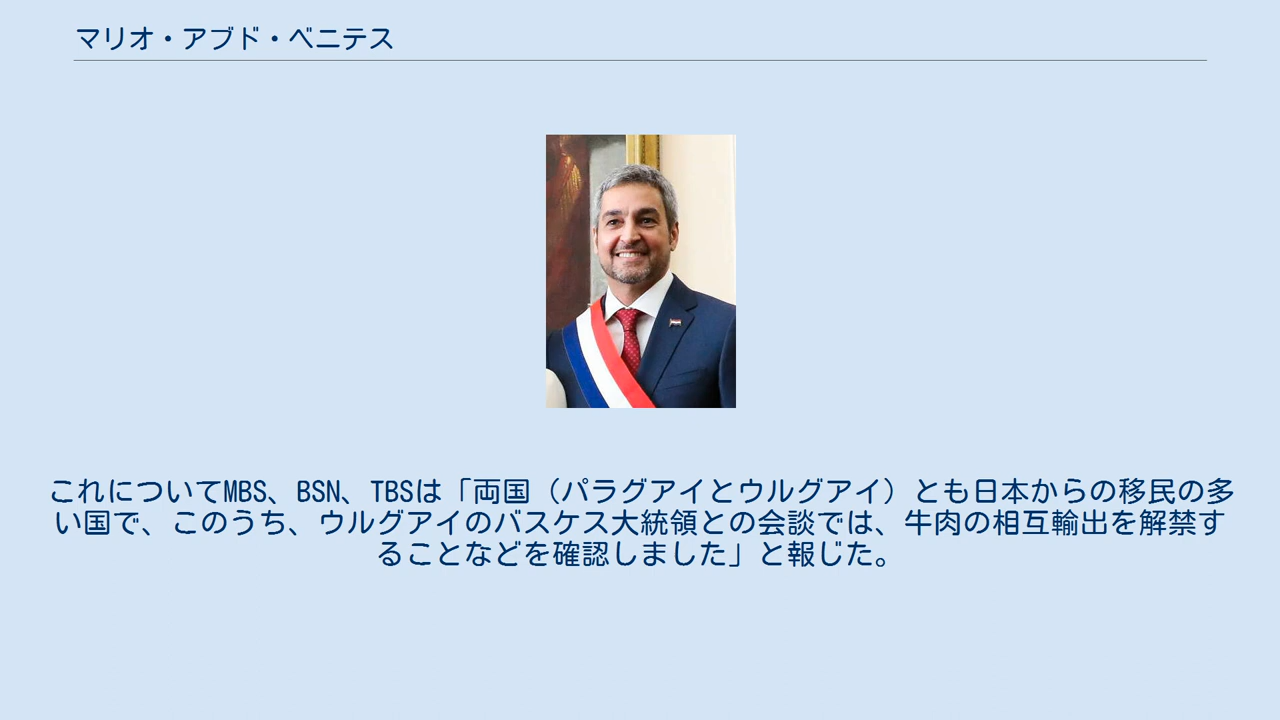 マリオ・アブド・ベニテス
これについてMBS、BSN、TBSは「両国（パラグアイとウルグアイ）とも日本からの移民の多
い国で、このうち、ウルグアイのバスケス大統領との会談では、牛肉の相互輸出を解禁す
ることなどを確認しました」と報じた。